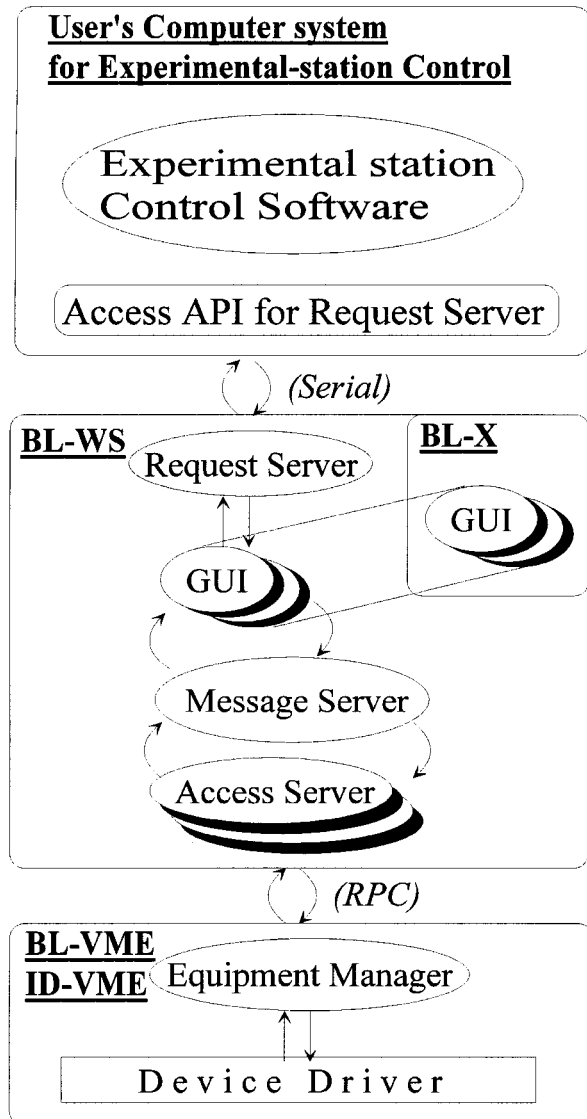 User's Computer system
for Experimental-station Control
Experimental station
Control Software
Access API for Request Server
(Serial)
BL-WS
BL-X
Request Server
GUI
GUI
Message Server
Access Server
(RPC)
BL-VME
ID-VME
Equipment Manager
Device Driver